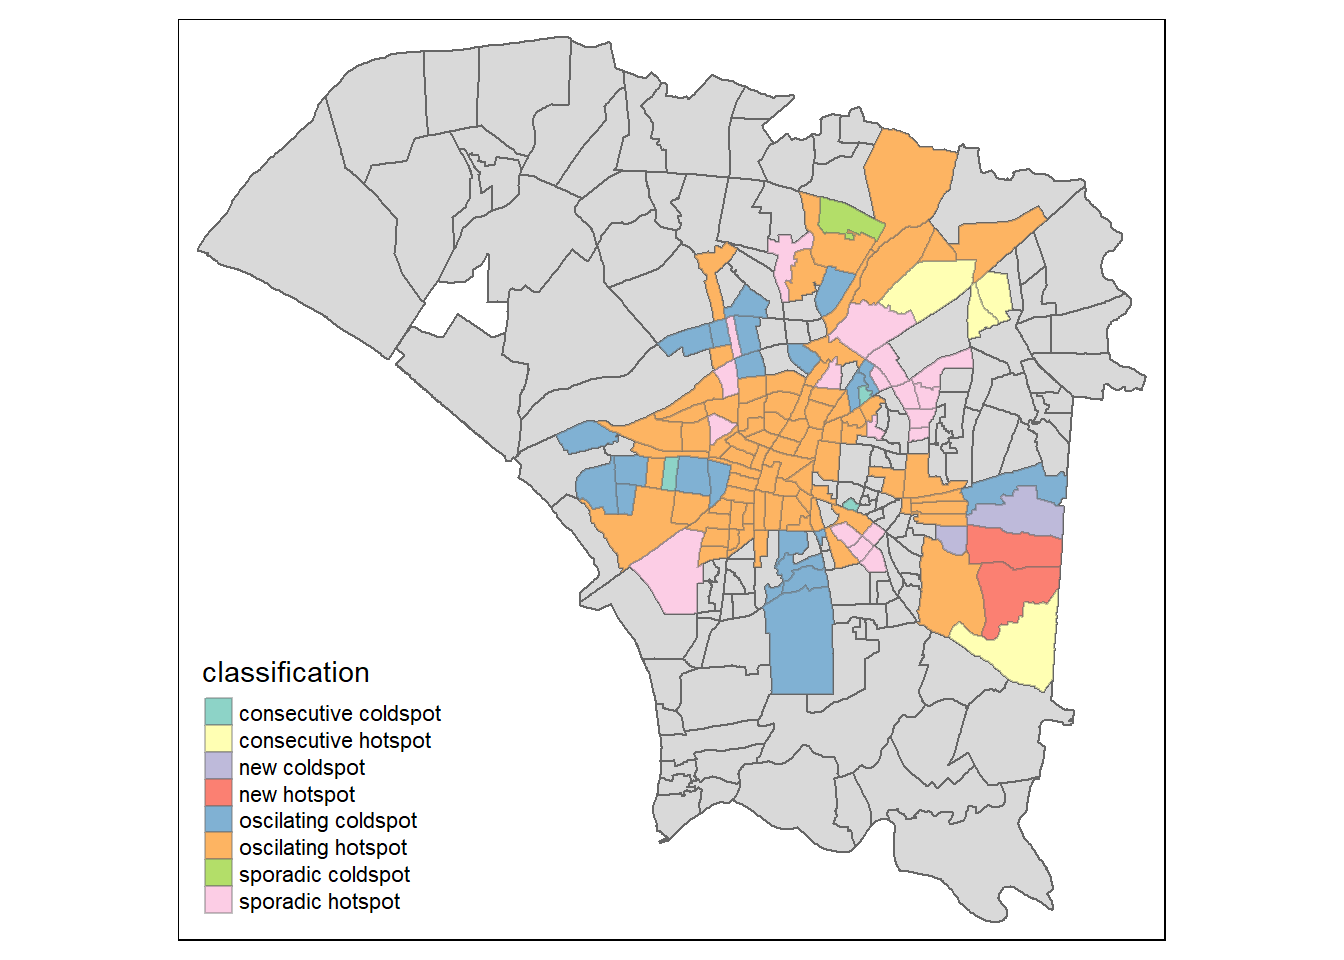 classification
consecutive coldspot
consecutive hotspot
new coldspot
new hotspot
oscilating coldspot
oscilating hotspot
sporadic coldspot
sporadic hotspot